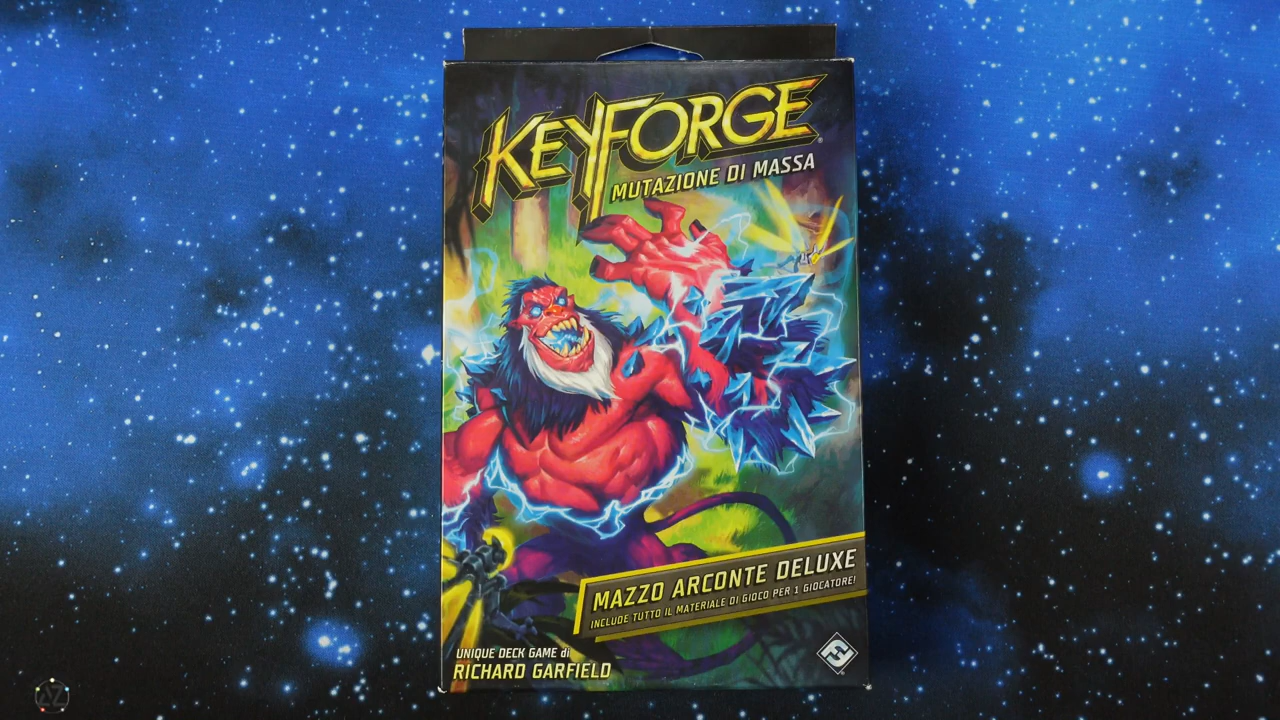 KEYFORGE
MUTAZIONE DI MASSA
MAZZO ARCONTE DELUXE
INCLUDE TUTTO IL MATERIALE DI GIOCO PER 1 GIOCATORE!
UNIQUE DECK GAME di
RICHARD GARFIELD